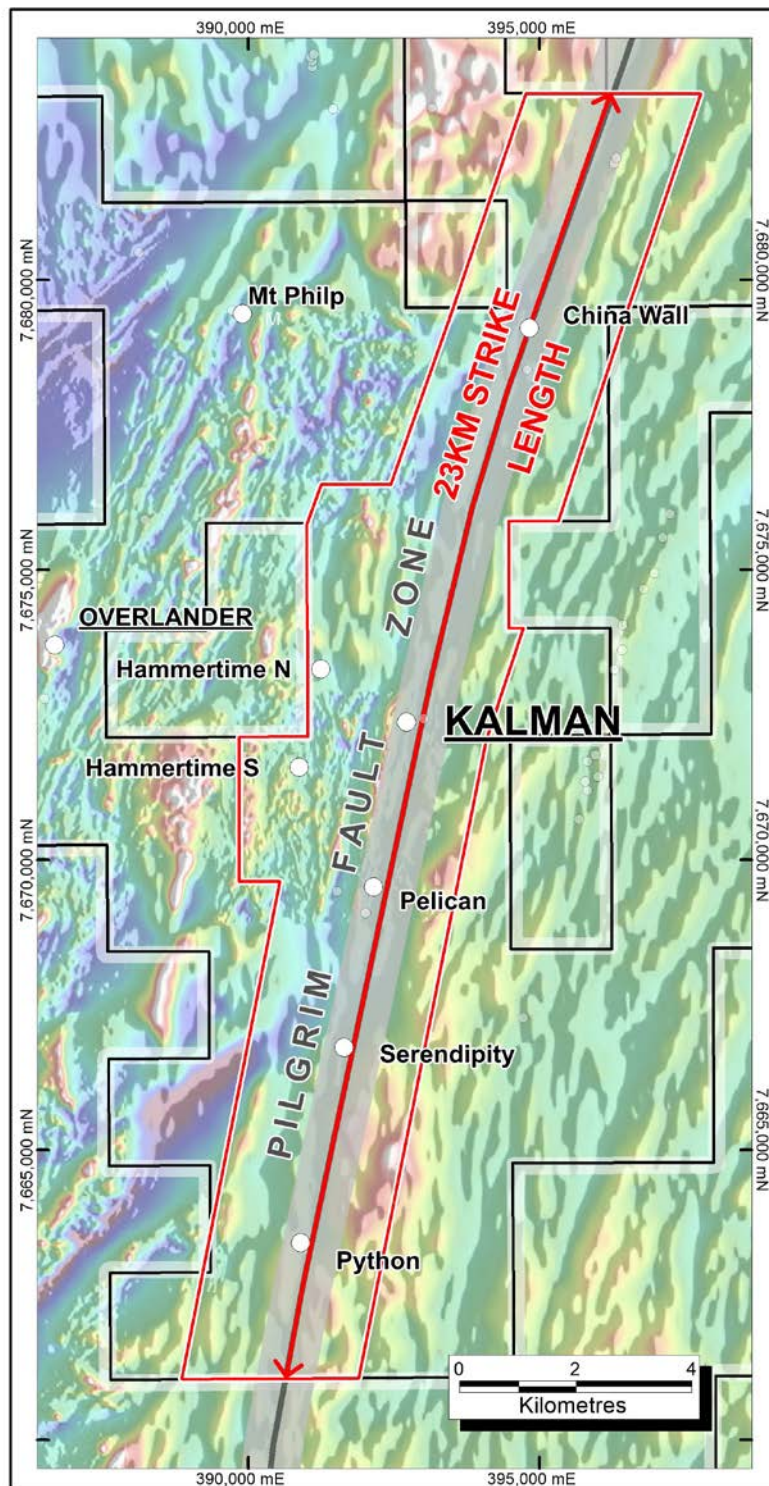 390,000 mE
395,000 mE
7,680,000 mN
7,680,000 mN
Mt Philp
China Wall
23KM STRIKE
LENGTH
7,675,000 mN
7,675,000 mN
OVERLANDER
Hammertime N
KALMAN
Hammertime S
7,670,000 mN
7,670,000 mN
Pelican
PILGRIM FAULT ZONE
Serendipity
7,665,000 mN
7,665,000 mN
Python
0 2 4
Kilometres
390,000 mE
395,000 mE